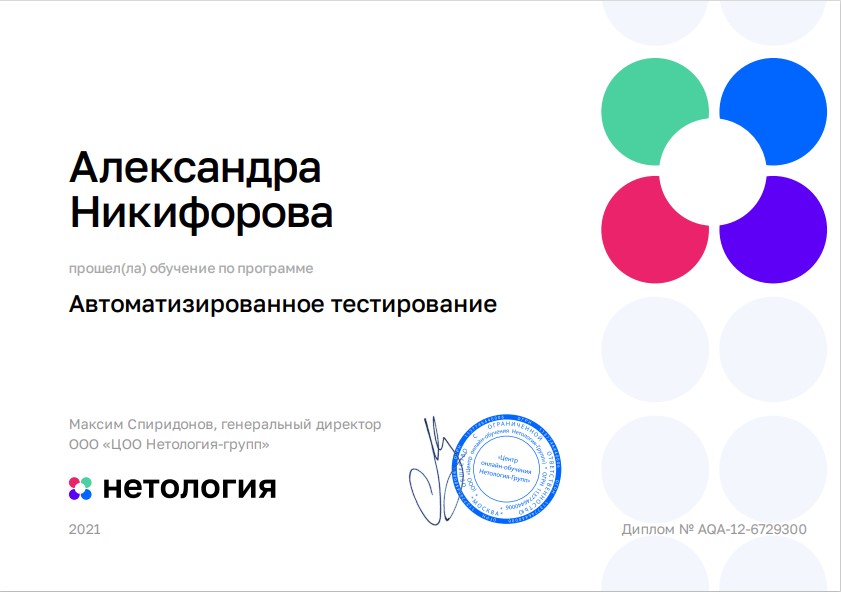 Александра
Никифорова
прошел(ла) обучение по программе
Автоматизированное тестирование
Максим Спиридонов, генеральный директор
ООО «ЦОО Нетология-групп»
нетология
2021
«Центр
онлайн-обучения
Нетология-Групп»
С ОГРАНИЧЕННОЙ ОТВЕТСТВЕННОСТЬЮ
* МОСКВА *
Диплом № AQA-12-6729300